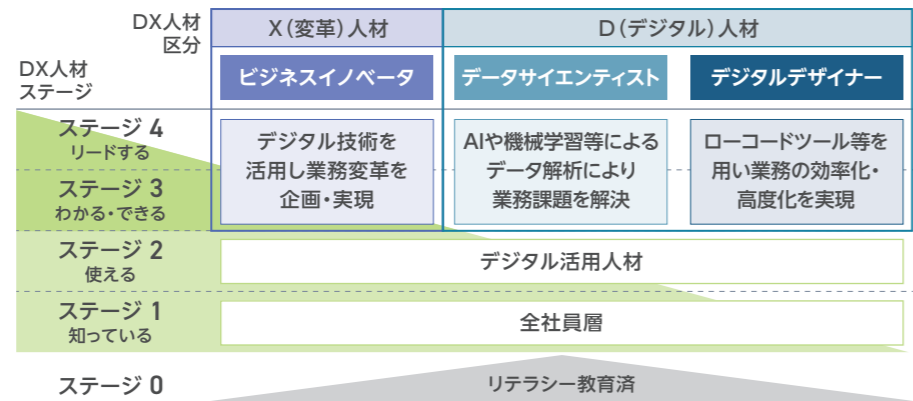 DX人材
区分
X（変革）人材
D（デジタル）人材
DX人材
ステージ
ビジネスイノベータ
データサイエンティスト
デジタルデザイナー
ステージ 4
リードする
ステージ 3
わかる・できる
デジタル技術を
活用し業務変革を
企画・実現
AIや機械学習等による
データ解析により
業務課題を解決
ローコードツール等を
用い業務の効率化・
高度化を実現
ステージ 2
使える
デジタル活用人材
ステージ 1
知っている
全社員層
ステージ 0
リテラシー教育済